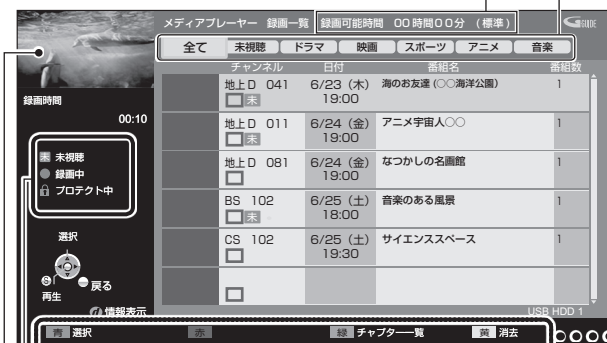 メディアプレーヤー 録画一覧 録画可能時間 00時間00分（標準） GGUIDE
全て 未視聴 ドラマ 映画 スポーツ アニメ 音楽
チャンネル 日付 番組名 番組数
地上D 041 6/23（木） 海のお友達（○○海洋公園） 1
未 19:00
地上D 011 6/24（金） アニメ宇宙人○○ 1
未 19:00
地上D 081 6/24（金） なつかしの名画館 1
19:00
BS 102 6/25（土） 音楽のある風景 1
未 18:00
CS 102 6/25（土） サイエンススペース 1
19:30
録画時間
00:10
未 未視聴
録画中
プロテクト中
選択
戻る
再生
情報表示
USB HDD 1
青 選択 赤 緑 チャプター一覧 黄 消去